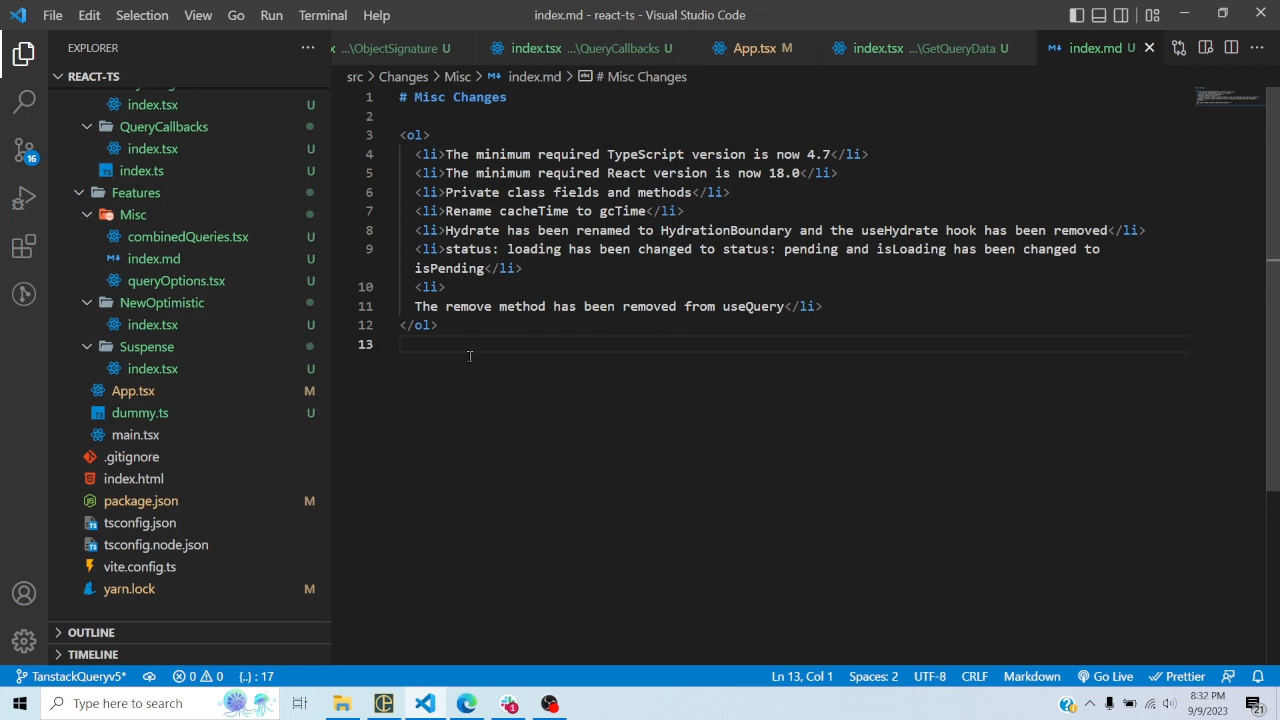 File Edit Selection View Go Run Terminal Help
index.md - react-ts - Visual Studio Code
EXPLORER
REACT-TS
index.tsx U
QueryCallbacks
index.tsx U
index.ts U
Features
Misc
combinedQueries.tsx U
index.md U
queryOptions.tsx U
NewOptimistic
index.tsx U
Suspense
index.tsx U
App.tsx M
dummy.ts U
main.tsx
.gitignore
index.html
package.json M
tsconfig.json
tsconfig.node.json
vite.config.ts
yarn.lock M
OUTLINE
TIMELINE
16
...\ObjectSignature U
index.tsx ...\QueryCallbacks U
App.tsx M
index.tsx ...\GetQueryData U
index.md U
src > Changes > Misc > index.md > # Misc Changes
1 # Misc Changes
2
3 <ol>
4 <li>The minimum required TypeScript version is now 4.7</li>
5 <li>The minimum required React version is now 18.0</li>
6 <li>Private class fields and methods</li>
7 <li>Rename cacheTime to gcTime</li>
8 <li>Hydrate has been renamed to HydrationBoundary and the useHydrate hook has been removed</li>
9 <li>status: loading has been changed to status: pending and isLoading has been changed to
isPending</li>
10 <li>
11 The remove method has been removed from useQuery</li>
12 </ol>
13
TanstackQueryv5* 0 0 {..} : 17
Ln 13, Col 1 Spaces: 2 UTF-8 CRLF Markdown Go Live Prettier
Type here to search
8:32 PM
9/9/2023
21